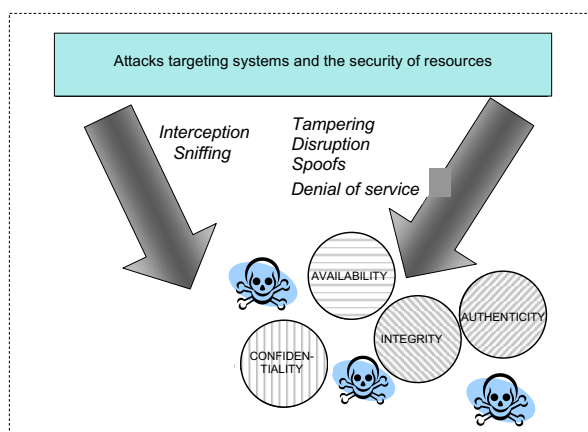 Attacks targeting systems and the security of resources
Interception
Sniffing
Tampering
Disruption
Spoofs
Denial of service
AVAILABILITY
AUTHENTICITY
INTEGRITY
CONFIDEN-
TIALITY